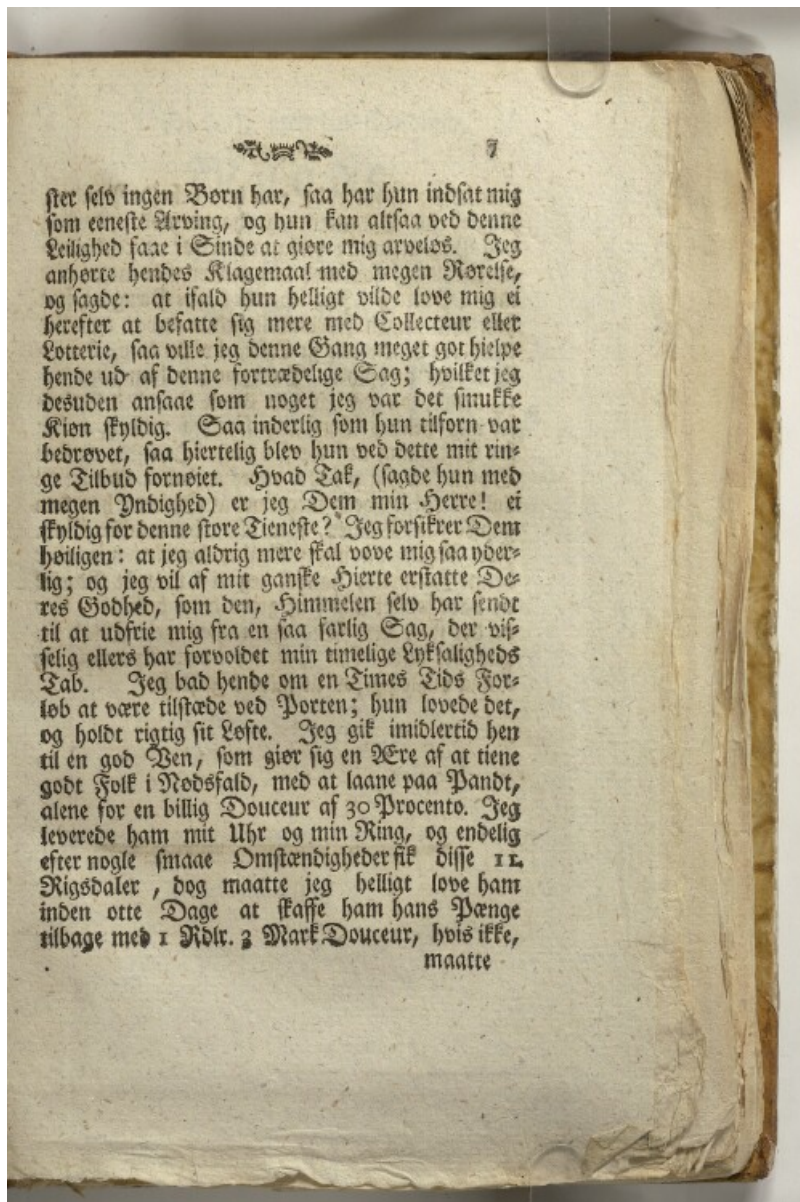 7
ster selv ingen Børn har, saa har hun indsat mig
som eeneste Arving, og hun kan altsaa ved denne
Leilighed faae i Sinde at giøre mig arveløs. Jeg
anhørte hendes Klagemaal med megen Rørelse,
og sagde: at ifald hun helligt vilde love mig ei
herefter at befatte sig mere med Collecteur eller
Lotterie, saa ville jeg denne Gang meget got hielpe
hende ud af denne fortrædelige Sag; hvilket jeg
desuden ansaae som noget jeg var det smukke
Kiøn skyldig. Saa inderlig som hun tilforn var
bedrøvet, saa hiertelig blev hun ved dette mit rin⸗
ge Tilbud fornøiet. Hvad Tak, (sagde hun med
megen Yndighed) er jeg Dem min Herre! ei
skyldig for denne store Tieneste? Jeg forsikrer Dem
høiligen: at jeg aldrig mere skal vove mig saa yder⸗
lig; og jeg vil af mit ganske Hierte erstatte De⸗
res Godhed, som den, Himmelen selv har sendt
til at udfrie mig fra en saa farlig Sag, der vis⸗
selig ellers har forvoldet min timelige Lyksaligheds
Tab. Jeg bad hende om en Times Tids For⸗
løb at være tilstæde ved Porten; hun lovede det,
og holdt rigtig sit Løfte. Jeg gik imidlertid hen
til en god Ven, som giør sig en Ære af at tiene
godt Folk i Nødsfald, med at laane paa Pandt,
alene for en billig Douceur af 30 Procento. Jeg
leverede ham mit Uhr og min Ring, og endelig
efter nogle smaae Omstændigheder fik disse 11.
Rigsdaler, dog maatte jeg helligt love ham
inden otte Dage at skaffe ham hans Pænge
tilbage med 1 Rdlr. 3 Mark Douceur, hvis ikke,
maatte